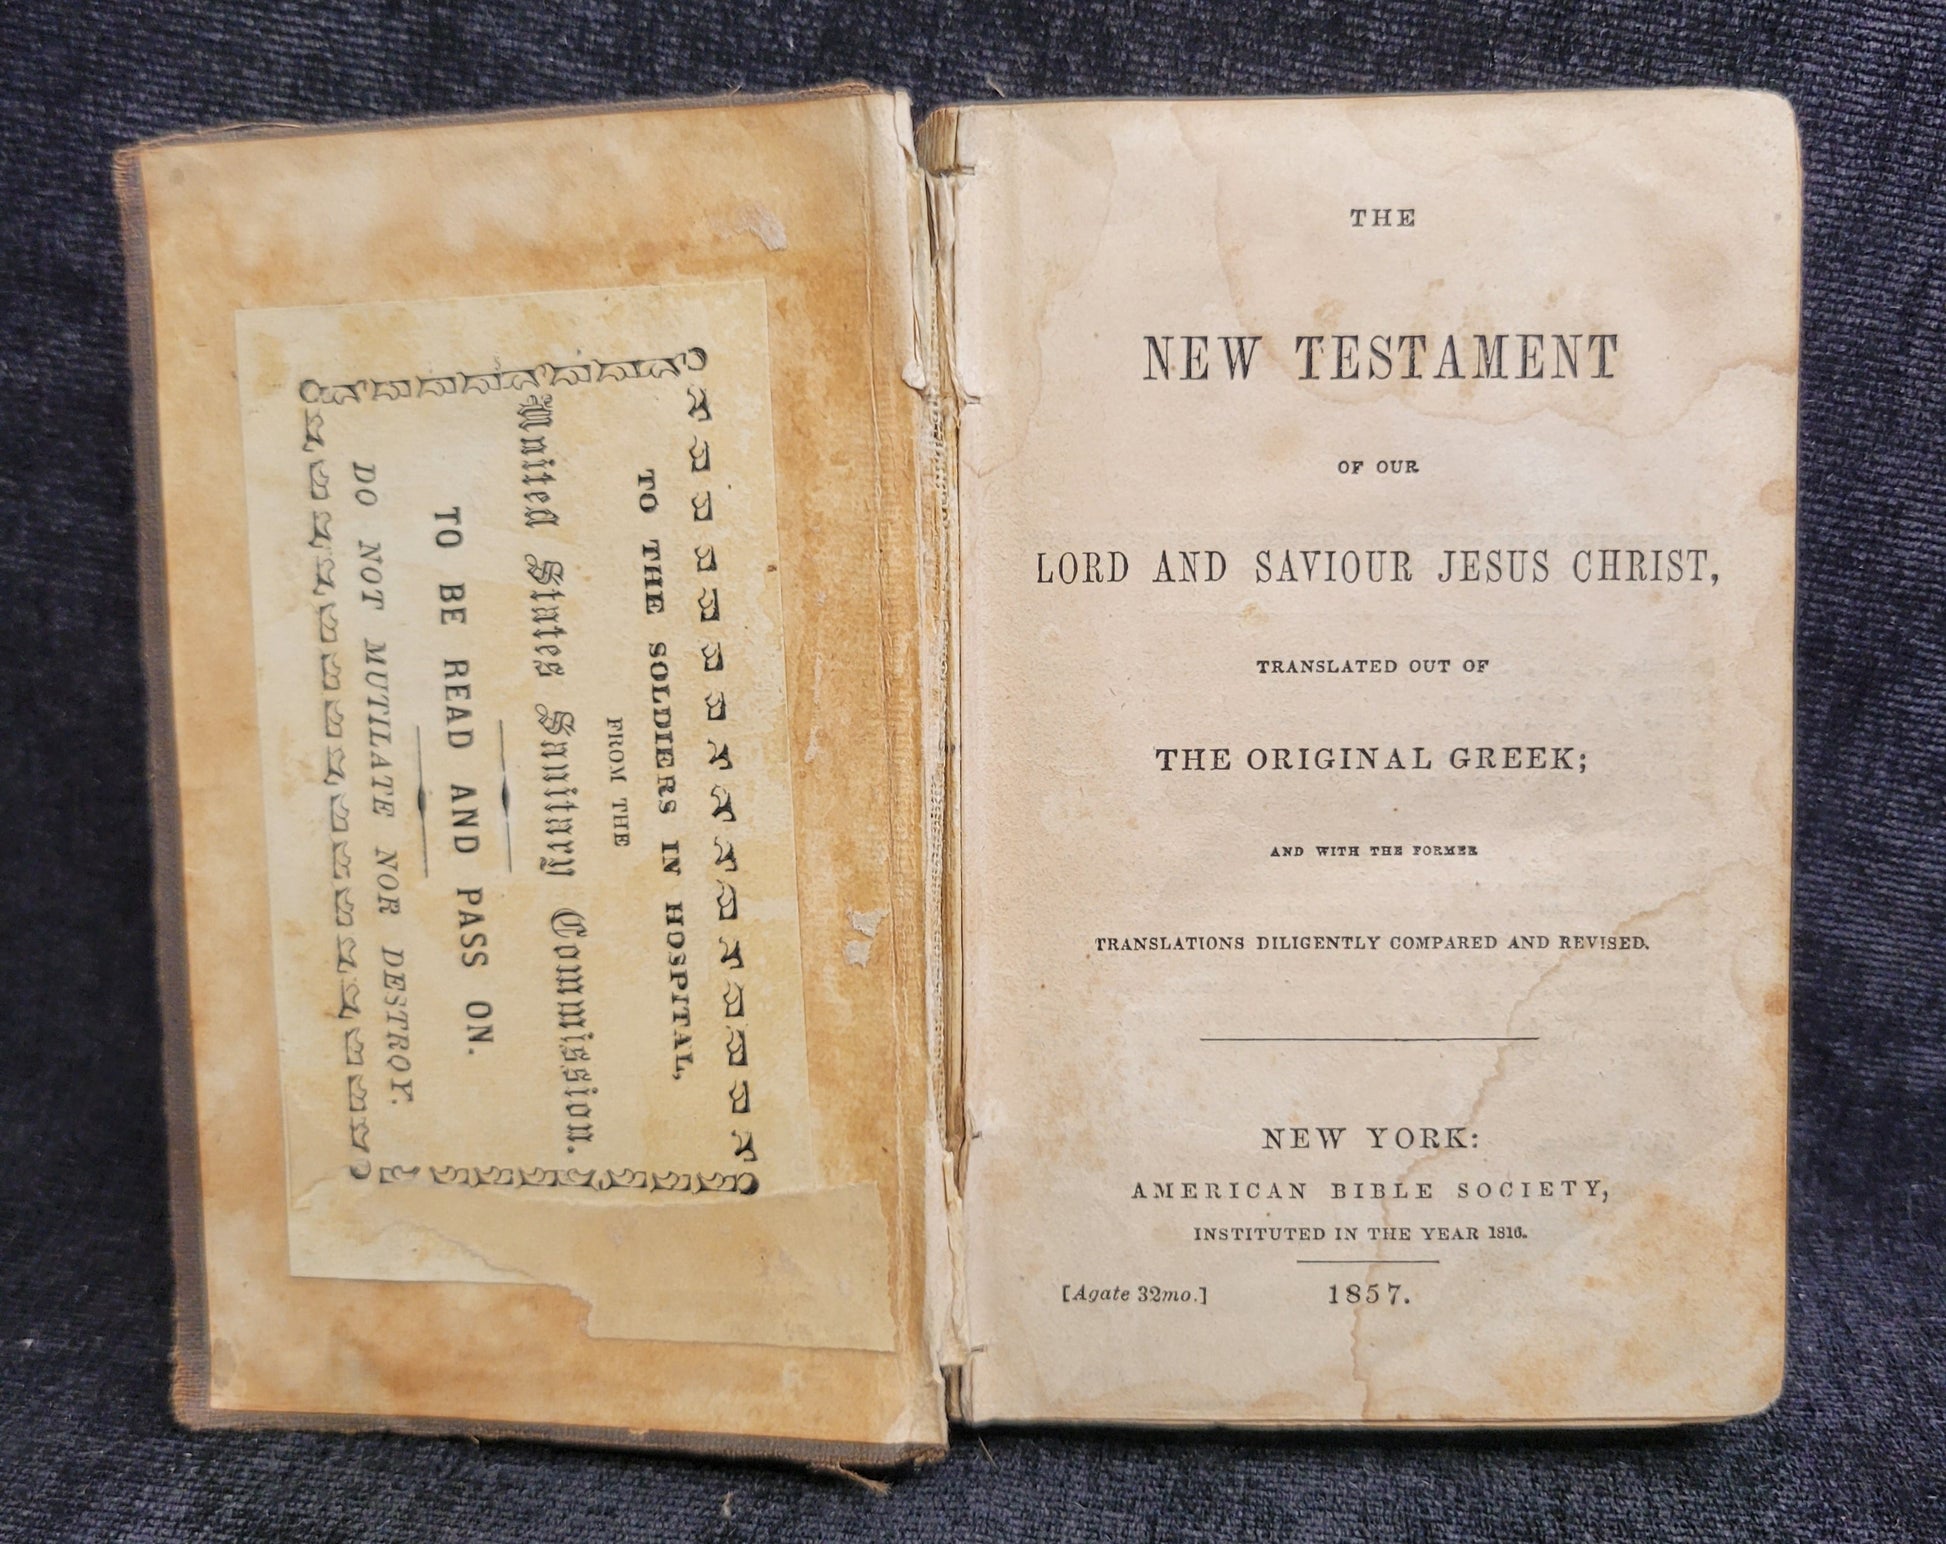 TO THE SOLDIERS IN HOSPITAL,
FROM THE
United States Sanitary Commission.
TO BE READ AND PASS ON.
DO NOT MUTILATE NOR DESTROY.
THE
NEW TESTAMENT
OF OUR
LORD AND SAVIOUR JESUS CHRIST,
TRANSLATED OUT OF
THE ORIGINAL GREEK;
AND WITH THE FORMER
TRANSLATIONS DILIGENTLY COMPARED AND REVISED.
NEW YORK:
AMERICAN BIBLE SOCIETY,
INSTITUTED IN THE YEAR 1816.
[Agate 32mo.] 1857.